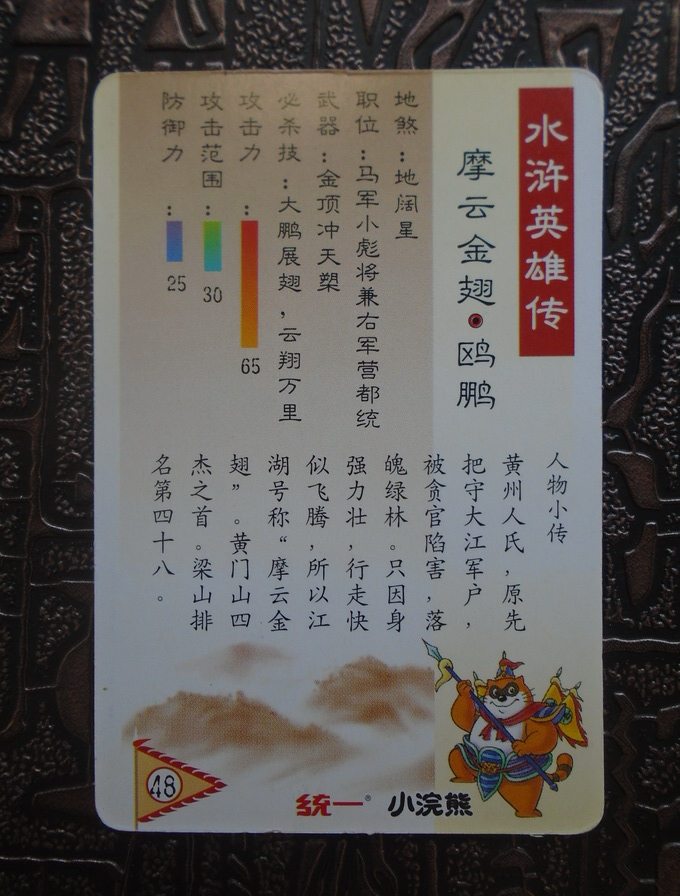 水浒英雄传
摩云金翅·鸥鹏
地煞：地阔星
职位：马军小彪将兼右军营都统
武器：金顶冲天槊
必杀技：大鹏展翅，云翔万里
攻击力：
65
攻击范围：
30
防御力：
25
人物小传
黄州人氏，原先
把守大江军户，
被贪官陷害，落
魄绿林。只因身
强力壮，行走快
似飞腾，所以江
湖号称“摩云金
翅”。黄门山四
杰之首。梁山排
名第四十八。
48
统一®
小浣熊